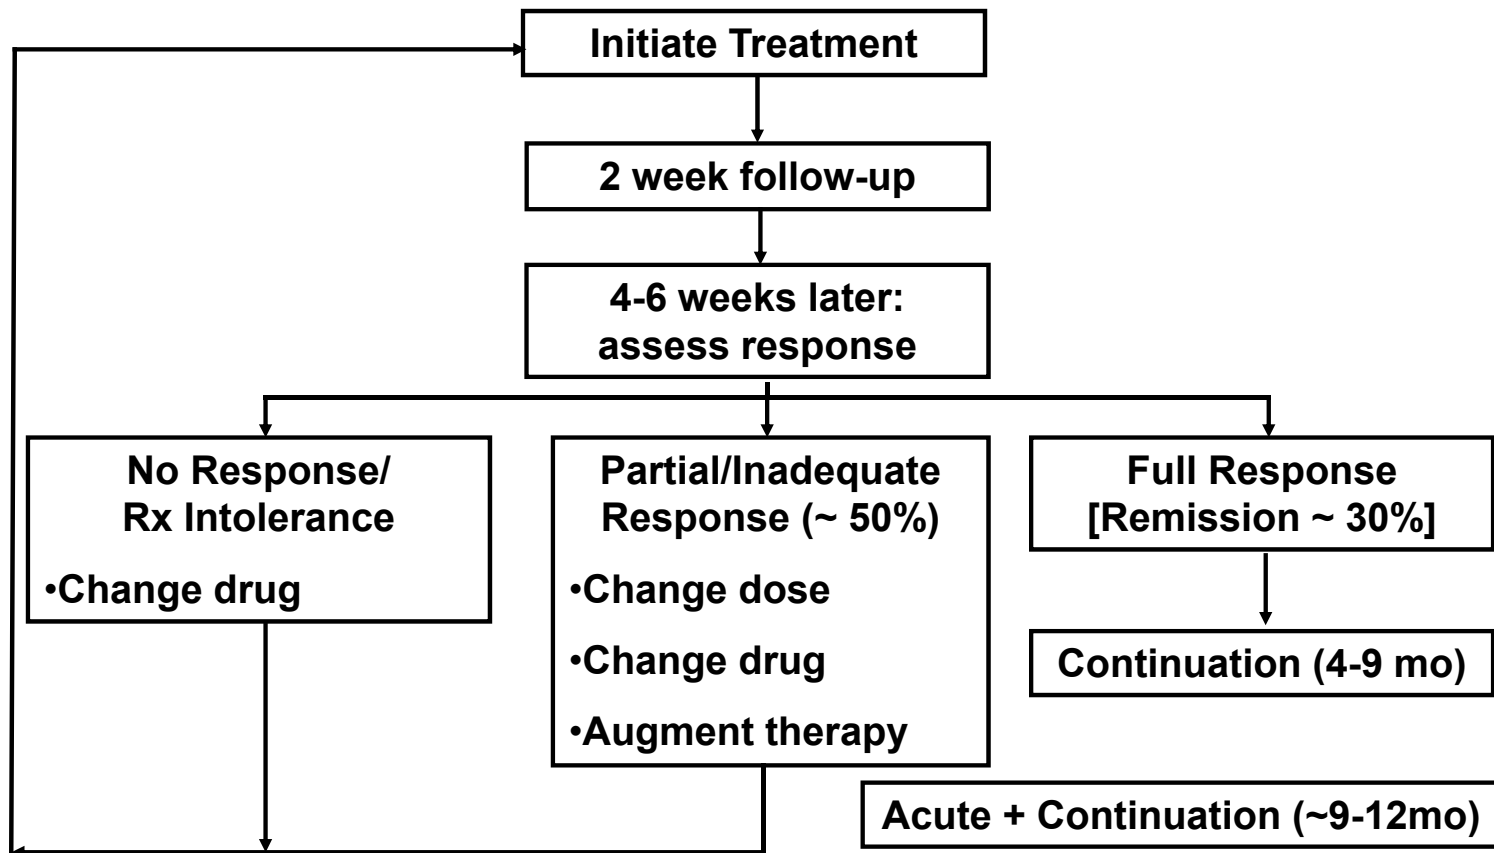 Initiate Treatment
2 week follow-up
4-6 weeks later:
assess response
No Response/
Rx Intolerance
•Change drug
Partial/Inadequate
Response (~ 50%)
•Change dose
•Change drug
•Augment therapy
Full Response
[Remission ~ 30%]
Continuation (4-9 mo)
Acute + Continuation (~9-12mo)